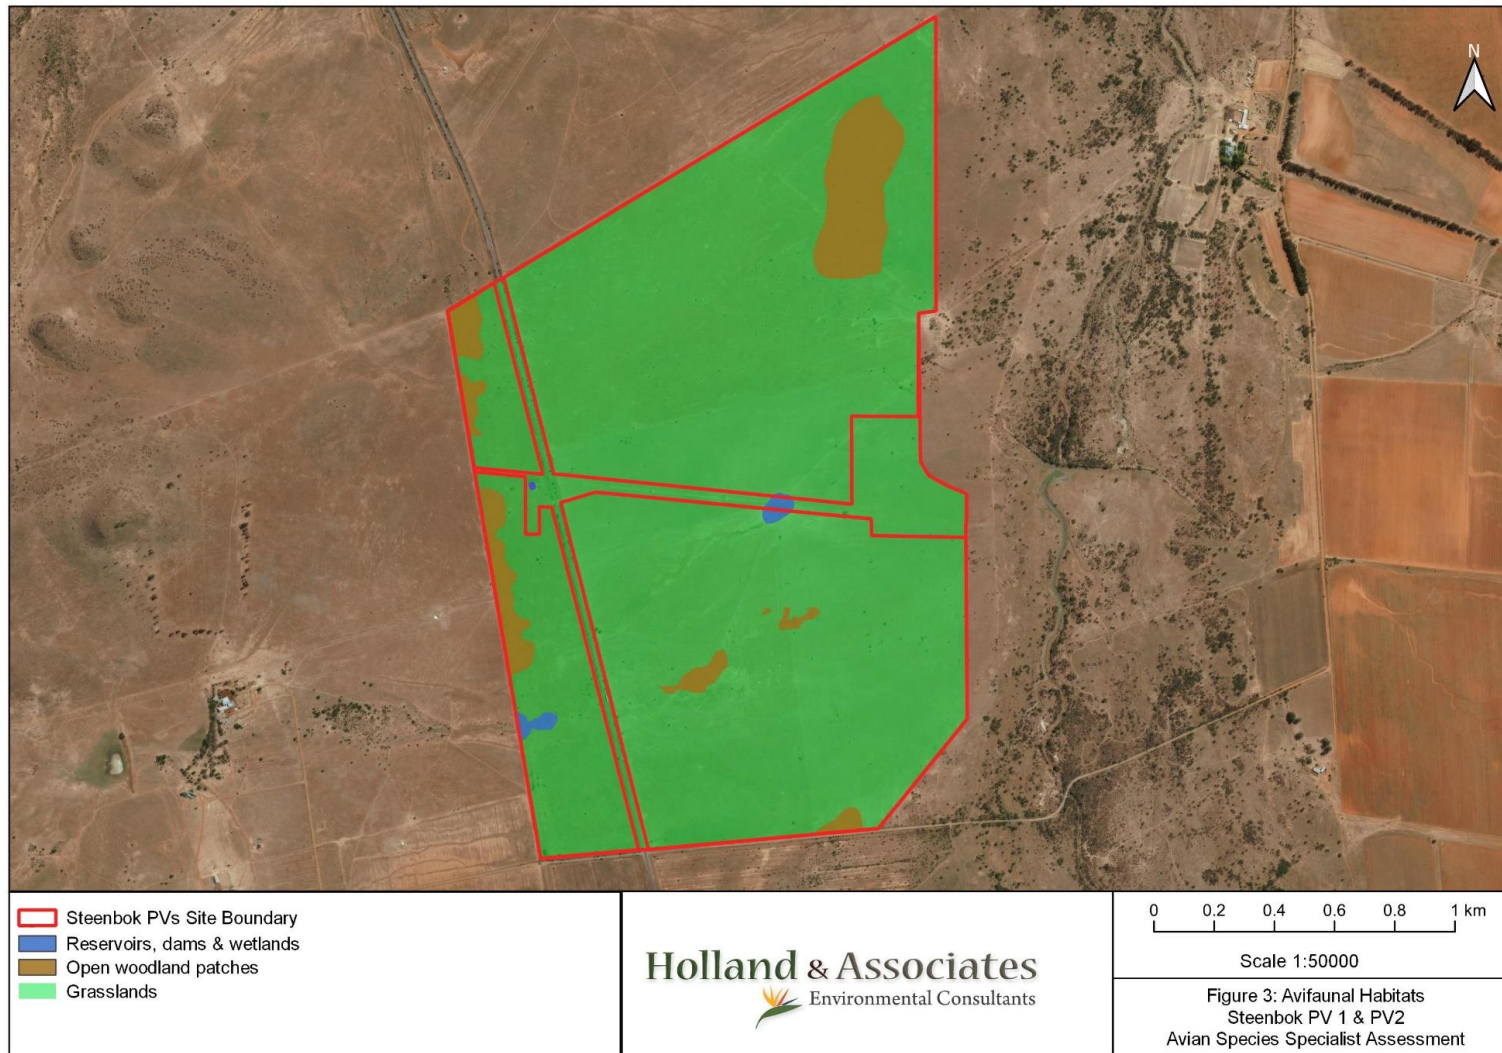 N
Steenbok PVs Site Boundary
Reservoirs, dams & wetlands
Open woodland patches
Grasslands
Holland & Associates
Environmental Consultants
0 0.2 0.4 0.6 0.8 1 km
Scale 1:50000
Figure 3: Avifaunal Habitats
Steenbok PV 1 & PV2
Avian Species Specialist Assessment